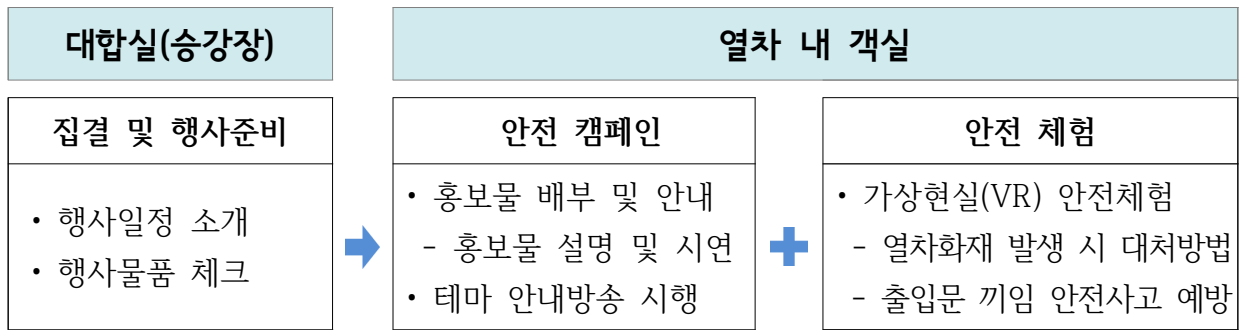 대합실(승강장)
집결 및 행사준비
• 행사일정 소개
• 행사물품 체크
열차 내 객실
안전 캠페인
• 홍보물 배부 및 안내
- 홍보물 설명 및 시연
• 테마 안내방송 시행
안전 체험
• 가상현실(VR) 안전체험
- 열차화재 발생 시 대처방법
- 출입문 끼임 안전사고 예방